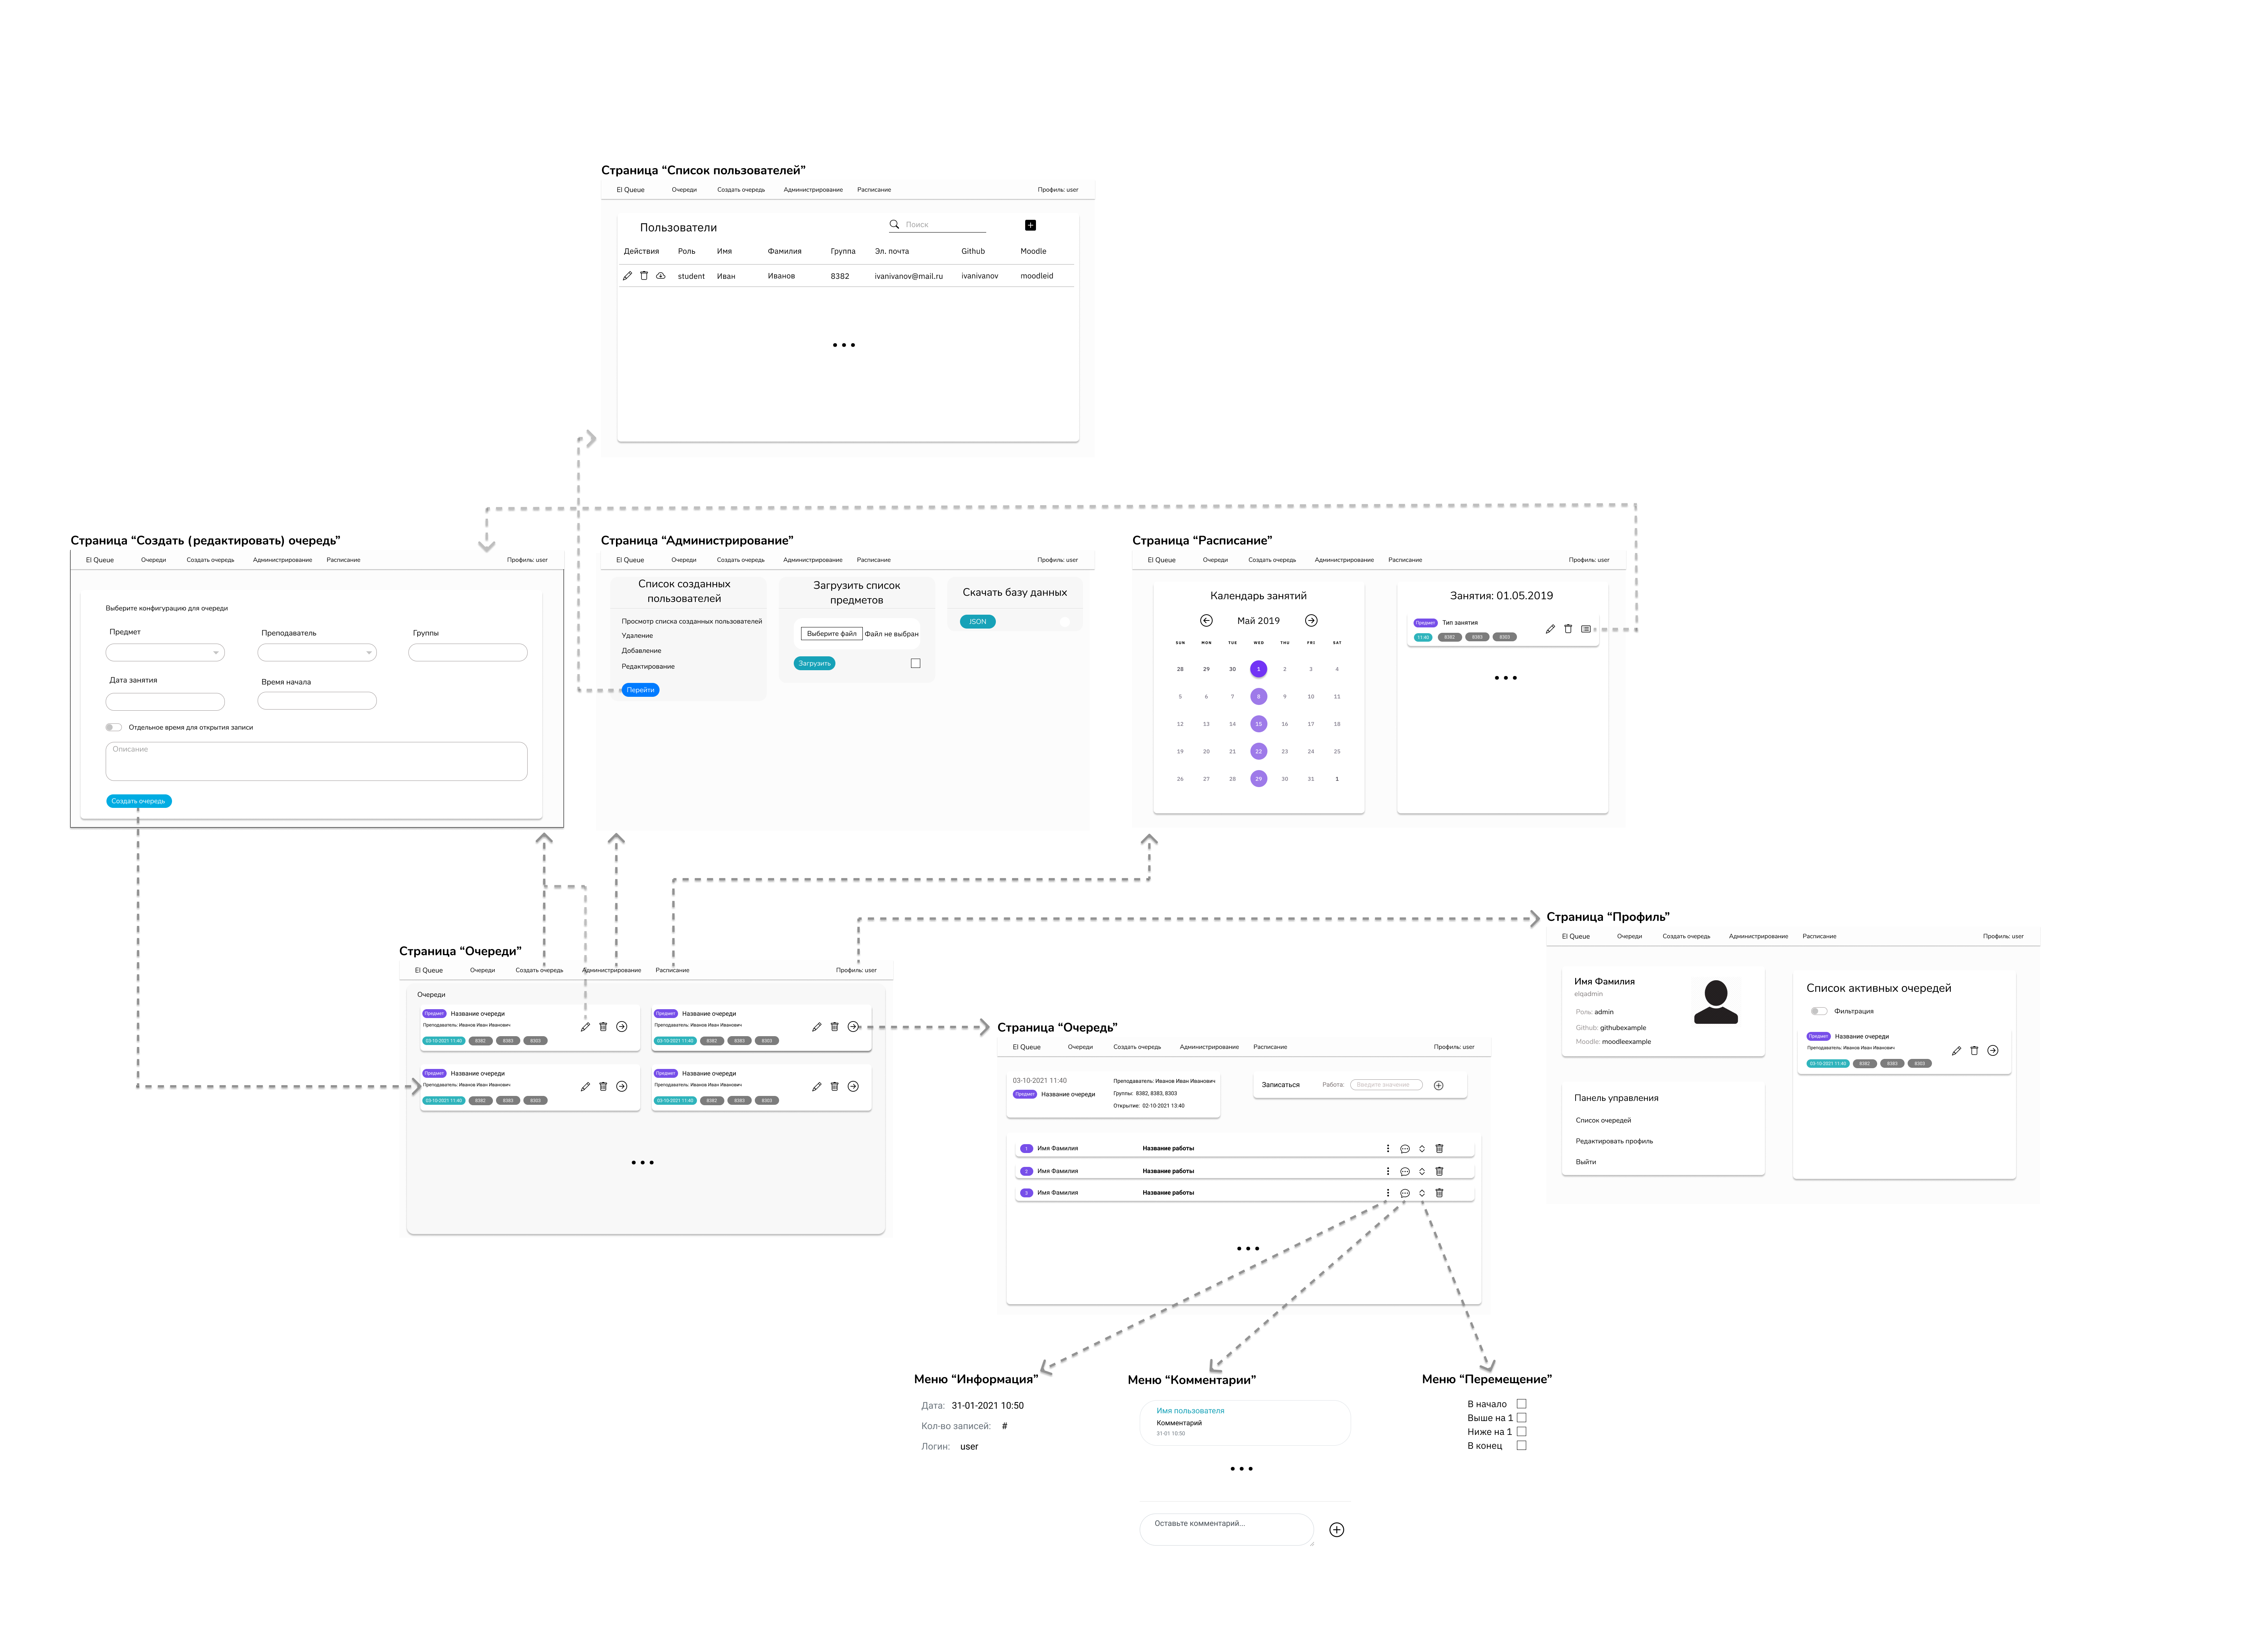 Страница “Список пользователей”
El Queue Очереди Создать очередь Администрирование Расписание Профиль: user
Пользователи Поиск
Действия Роль Имя Фамилия Группа Эл. почта Github Moodle
student Иван Иванов 8382 ivanivanov@mail.ru ivanivanov moodleid
Страница “Создать (редактировать) очередь”
El Queue Очереди Создать очередь Администрирование Расписание Профиль: user
Выберите конфигурацию для очереди
Предмет Преподаватель Группы
Дата занятия Время начала
Отдельное время для открытия записи
Описание
Создать очередь
Страница “Администрирование”
El Queue Очереди Создать очередь Администрирование Расписание Профиль: user
Список созданных
пользователей
Просмотр списка созданных пользователей
Удаление
Добавление
Редактирование
Перейти
Загрузить список
предметов
Выберите файл Файл не выбран
Загрузить
Скачать базу данных
JSON
Страница “Расписание”
El Queue Очереди Создать очередь Администрирование Расписание Профиль: user
Календарь занятий
Май 2019
SUN MON TUE WED THU FRI SAT
28 29 30 1 2 3 4
5 6 7 8 9 10 11
12 13 14 15 16 17 18
19 20 21 22 23 24 25
26 27 28 29 30 31 1
Занятия: 01.05.2019
Предмет Тип занятия
11:40 8382 8383 8303
Страница “Очереди”
El Queue Очереди Создать очередь Администрирование Расписание Профиль: user
Очереди
Предмет Название очереди
Преподаватель: Иванов Иван Иванович
03-10-2021 11:40 8382 8383 8303
Предмет Название очереди
Преподаватель: Иванов Иван Иванович
03-10-2021 11:40 8382 8383 8303
Предмет Название очереди
Преподаватель: Иванов Иван Иванович
03-10-2021 11:40 8382 8383 8303
Предмет Название очереди
Преподаватель: Иванов Иван Иванович
03-10-2021 11:40 8382 8383 8303
Страница “Профиль”
El Queue Очереди Создать очередь Администрирование Расписание Профиль: user
Имя Фамилия
elqadmin
Роль: admin
Github: githubexample
Moodle: moodleexample
Панель управления
Список очередей
Редактировать профиль
Выйти
Список активных очередей
Фильтрация
Предмет Название очереди
Преподаватель: Иванов Иван Иванович
03-10-2021 11:40 8382 8383 8303
Страница “Очередь”
El Queue Очереди Создать очередь Администрирование Расписание Профиль: user
03-10-2021 11:40
Предмет Название очереди
Преподаватель: Иванов Иван Иванович
Группы: 8382, 8383, 8303
Открытие: 02-10-2021 13:40
Записаться Работа: Введите значение
1 Имя Фамилия Название работы
2 Имя Фамилия Название работы
3 Имя Фамилия Название работы
Меню “Информация”
Дата: 31-01-2021 10:50
Кол-во записей: #
Логин: user
Меню “Комментарии”
Имя пользователя
Комментарий
31-01 10:50
Оставьте комментарий...
Меню “Перемещение”
В начало
Выше на 1
Ниже на 1
В конец